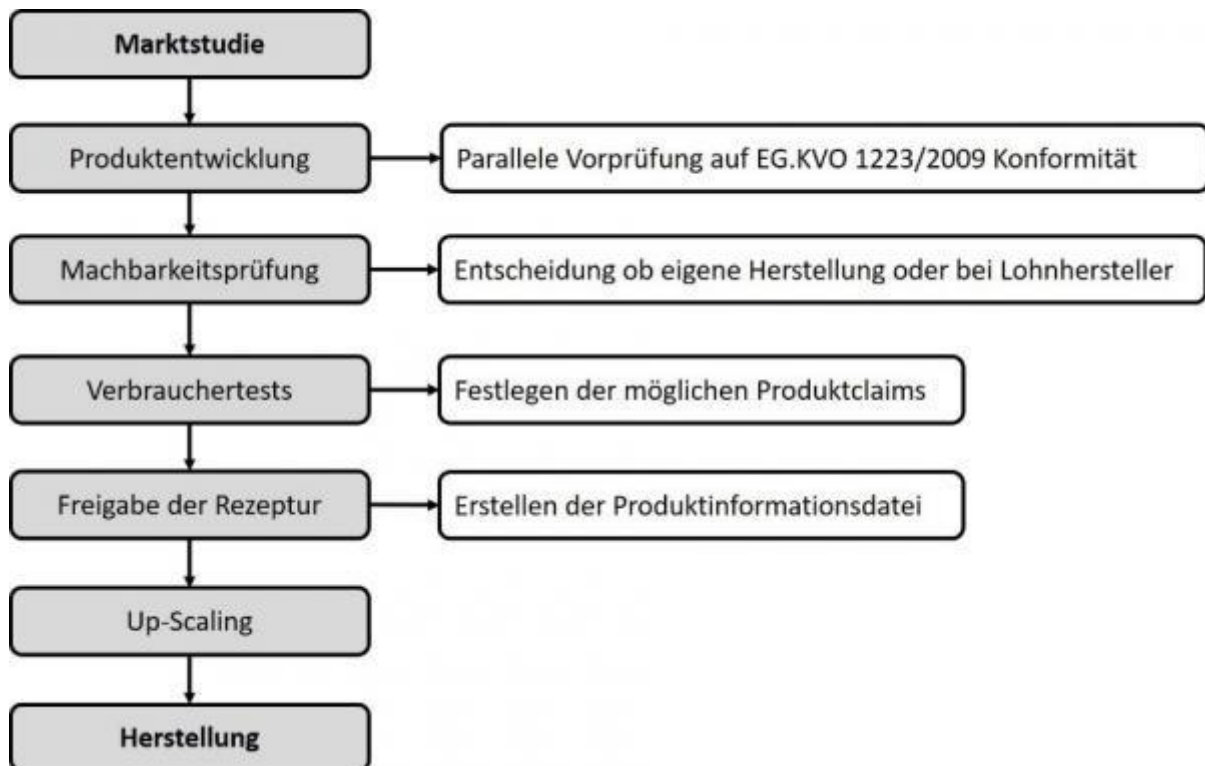 Marktstudie
Produktentwicklung
Parallele Vorprüfung auf EG.KVO 1223/2009 Konformität
Machbarkeitsprüfung
Entscheidung ob eigene Herstellung oder bei Lohnhersteller
Verbrauchertests
Festlegen der möglichen Produktclaims
Freigabe der Rezeptur
Erstellen der Produktinformationsdatei
Up-Scaling
Herstellung